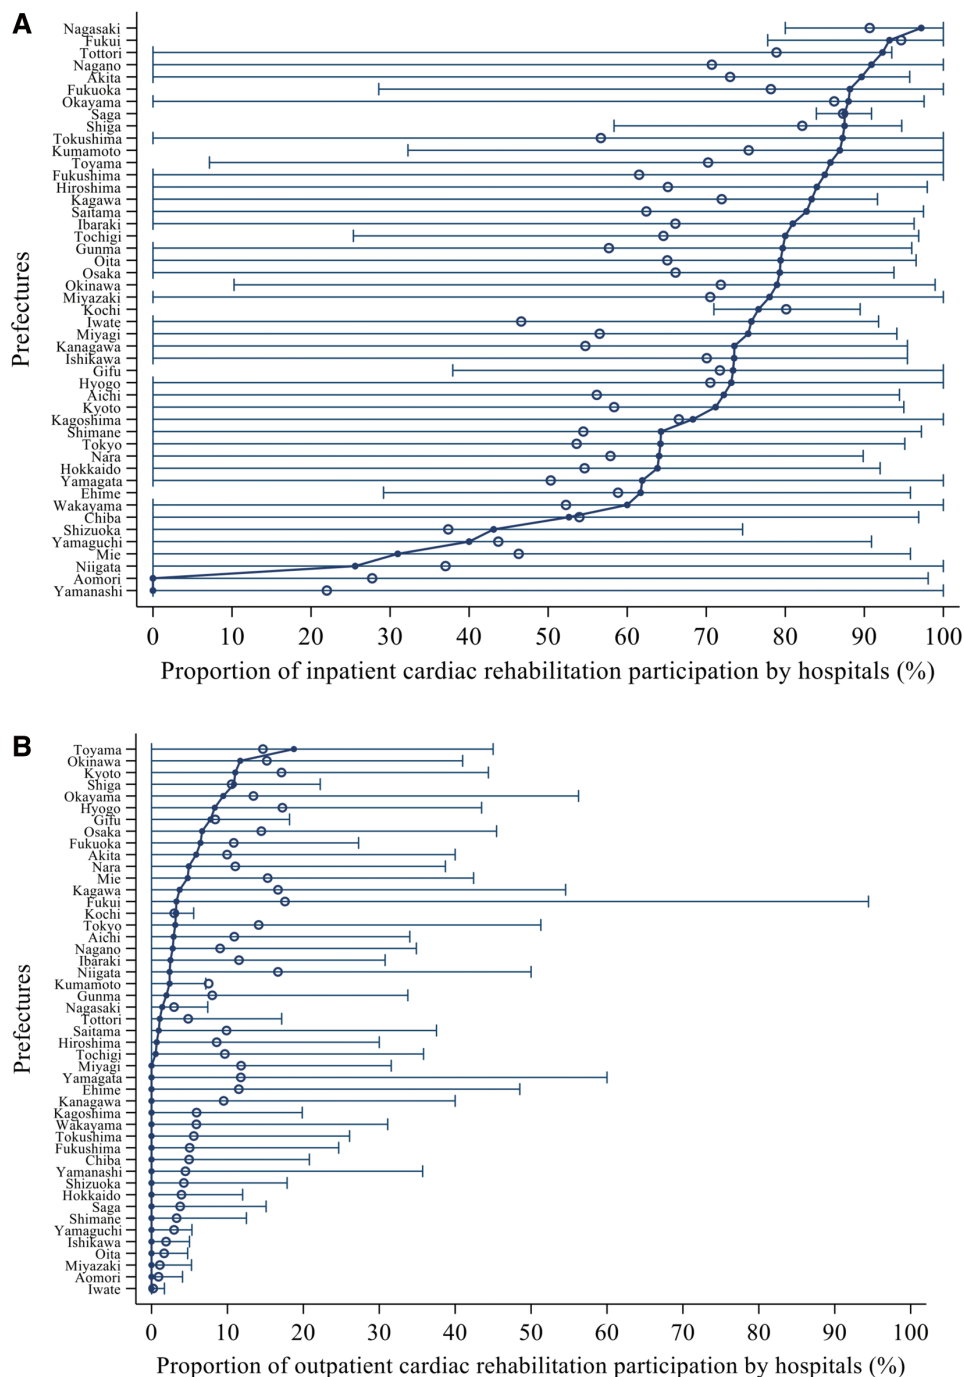 A
Nagasaki
Fukui
Tottori
Nagano
Akita
Fukuoka
Okayama
Saga
Shiga
Tokushima
Kumamoto
Toyama
Fukushima
Hiroshima
Kagawa
Saitama
Ibaraki
Tochigi
Gunma
Oita
Osaka
Okinawa
Miyazaki
Kochi
Iwate
Miyagi
Kanagawa
Ishikawa
Gifu
Hyogo
Aichi
Kyoto
Kagoshima
Shimane
Tokyo
Nara
Hokkaido
Yamagata
Ehime
Wakayama
Chiba
Shizuoka
Yamaguchi
Mie
Niigata
Aomori
Yamanashi
Prefectures
0 10 20 30 40 50 60 70 80 90 100
Proportion of inpatient cardiac rehabilitation participation by hospitals (%)
B
Toyama
Okinawa
Kyoto
Shiga
Okayama
Hyogo
Gifu
Osaka
Fukuoka
Akita
Nara
Mie
Kagawa
Fukui
Kochi
Tokyo
Aichi
Nagano
Ibaraki
Niigata
Kumamoto
Gunma
Nagasaki
Tottori
Saitama
Hiroshima
Tochigi
Miyagi
Yamagata
Ehime
Kanagawa
Kagoshima
Wakayama
Tokushima
Fukushima
Chiba
Yamanashi
Shizuoka
Hokkaido
Saga
Shimane
Yamaguchi
Ishikawa
Oita
Miyazaki
Aomori
Iwate
Prefectures
0 10 20 30 40 50 60 70 80 90 100
Proportion of outpatient cardiac rehabilitation participation by hospitals (%)